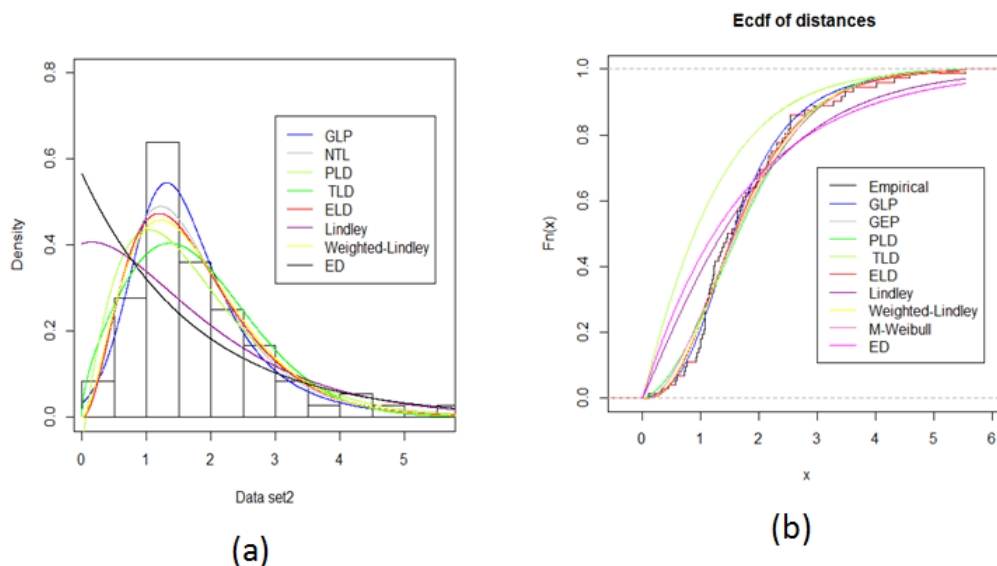 Density
0.0 0.2 0.4 0.6 0.8
GLP
NTL
PLD
TLD
ELD
Lindley
Weighted-Lindley
ED
0 1 2 3 4 5
Data set2
(a)
Ecdf of distances
Fn(x)
0.0 0.2 0.4 0.6 0.8 1.0
Empirical
GLP
GEP
PLD
TLD
ELD
Lindley
Weighted-Lindley
M-Weibull
ED
0 1 2 3 4 5 6
x
(b)